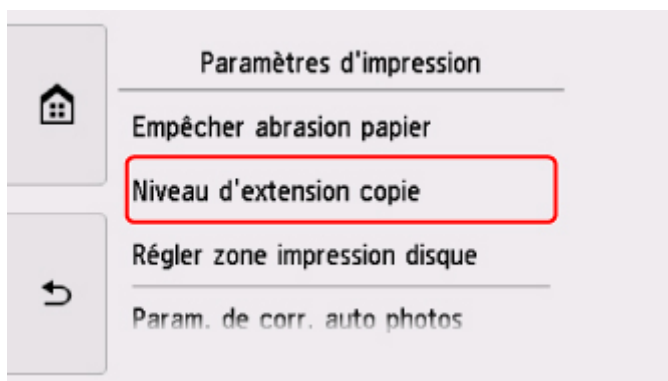 Paramètres d'impression
Empêcher abrasion papier
Niveau d'extension copie
Régler zone impression disque
Param. de corr. auto photos